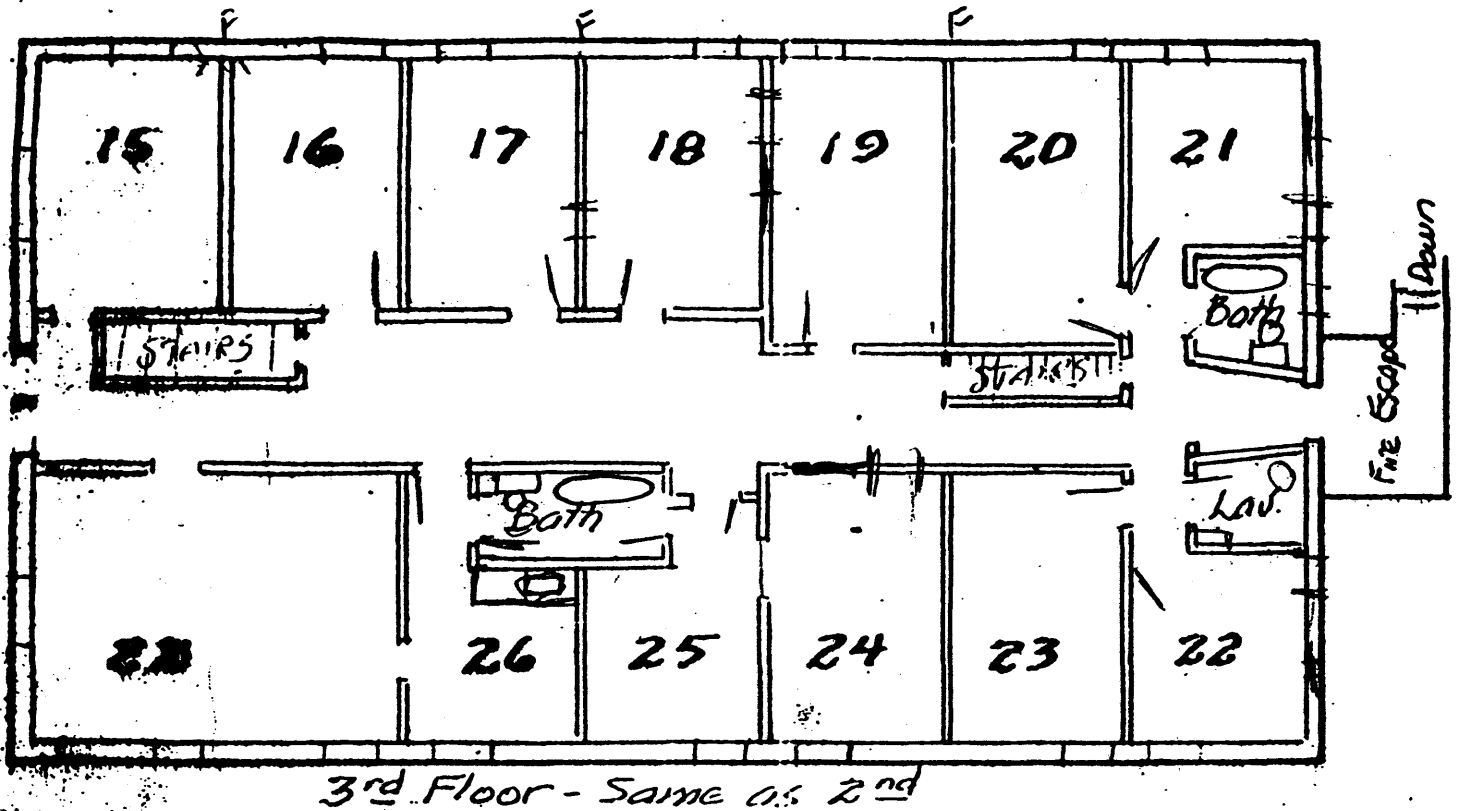 F F F
15 16 17 18 19 20 21
Down
STAIRS
Bath
STAIRS
Fire Escape
Bath
Lav.
26 25 24 23 22
3rd Floor - Same as 2nd